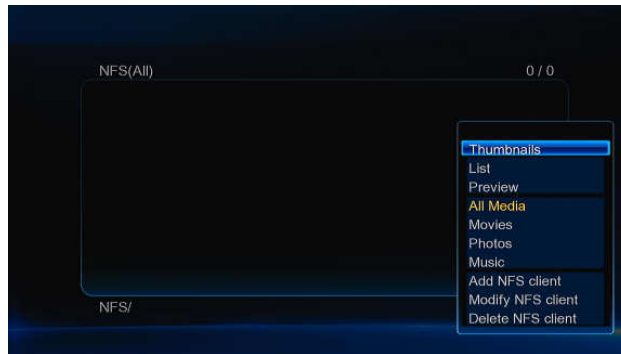 NFS(All)
0 / 0
Thumbnails
List
Preview
All Media
Movies
Photos
Music
Add NFS client
Modify NFS client
Delete NFS client
NFS/